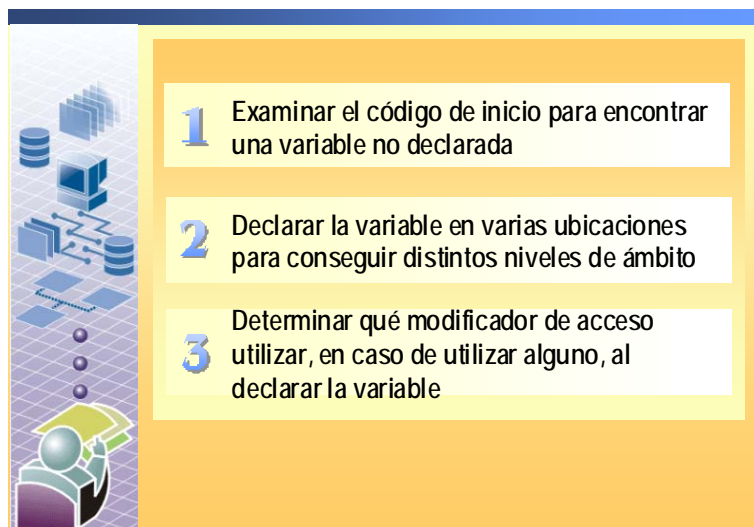 1
Examinar el código de inicio para encontrar
una variable no declarada
2
Declarar la variable en varias ubicaciones
para conseguir distintos niveles de ámbito
3
Determinar qué modificador de acceso
utilizar, en caso de utilizar alguno, al
declarar la variable